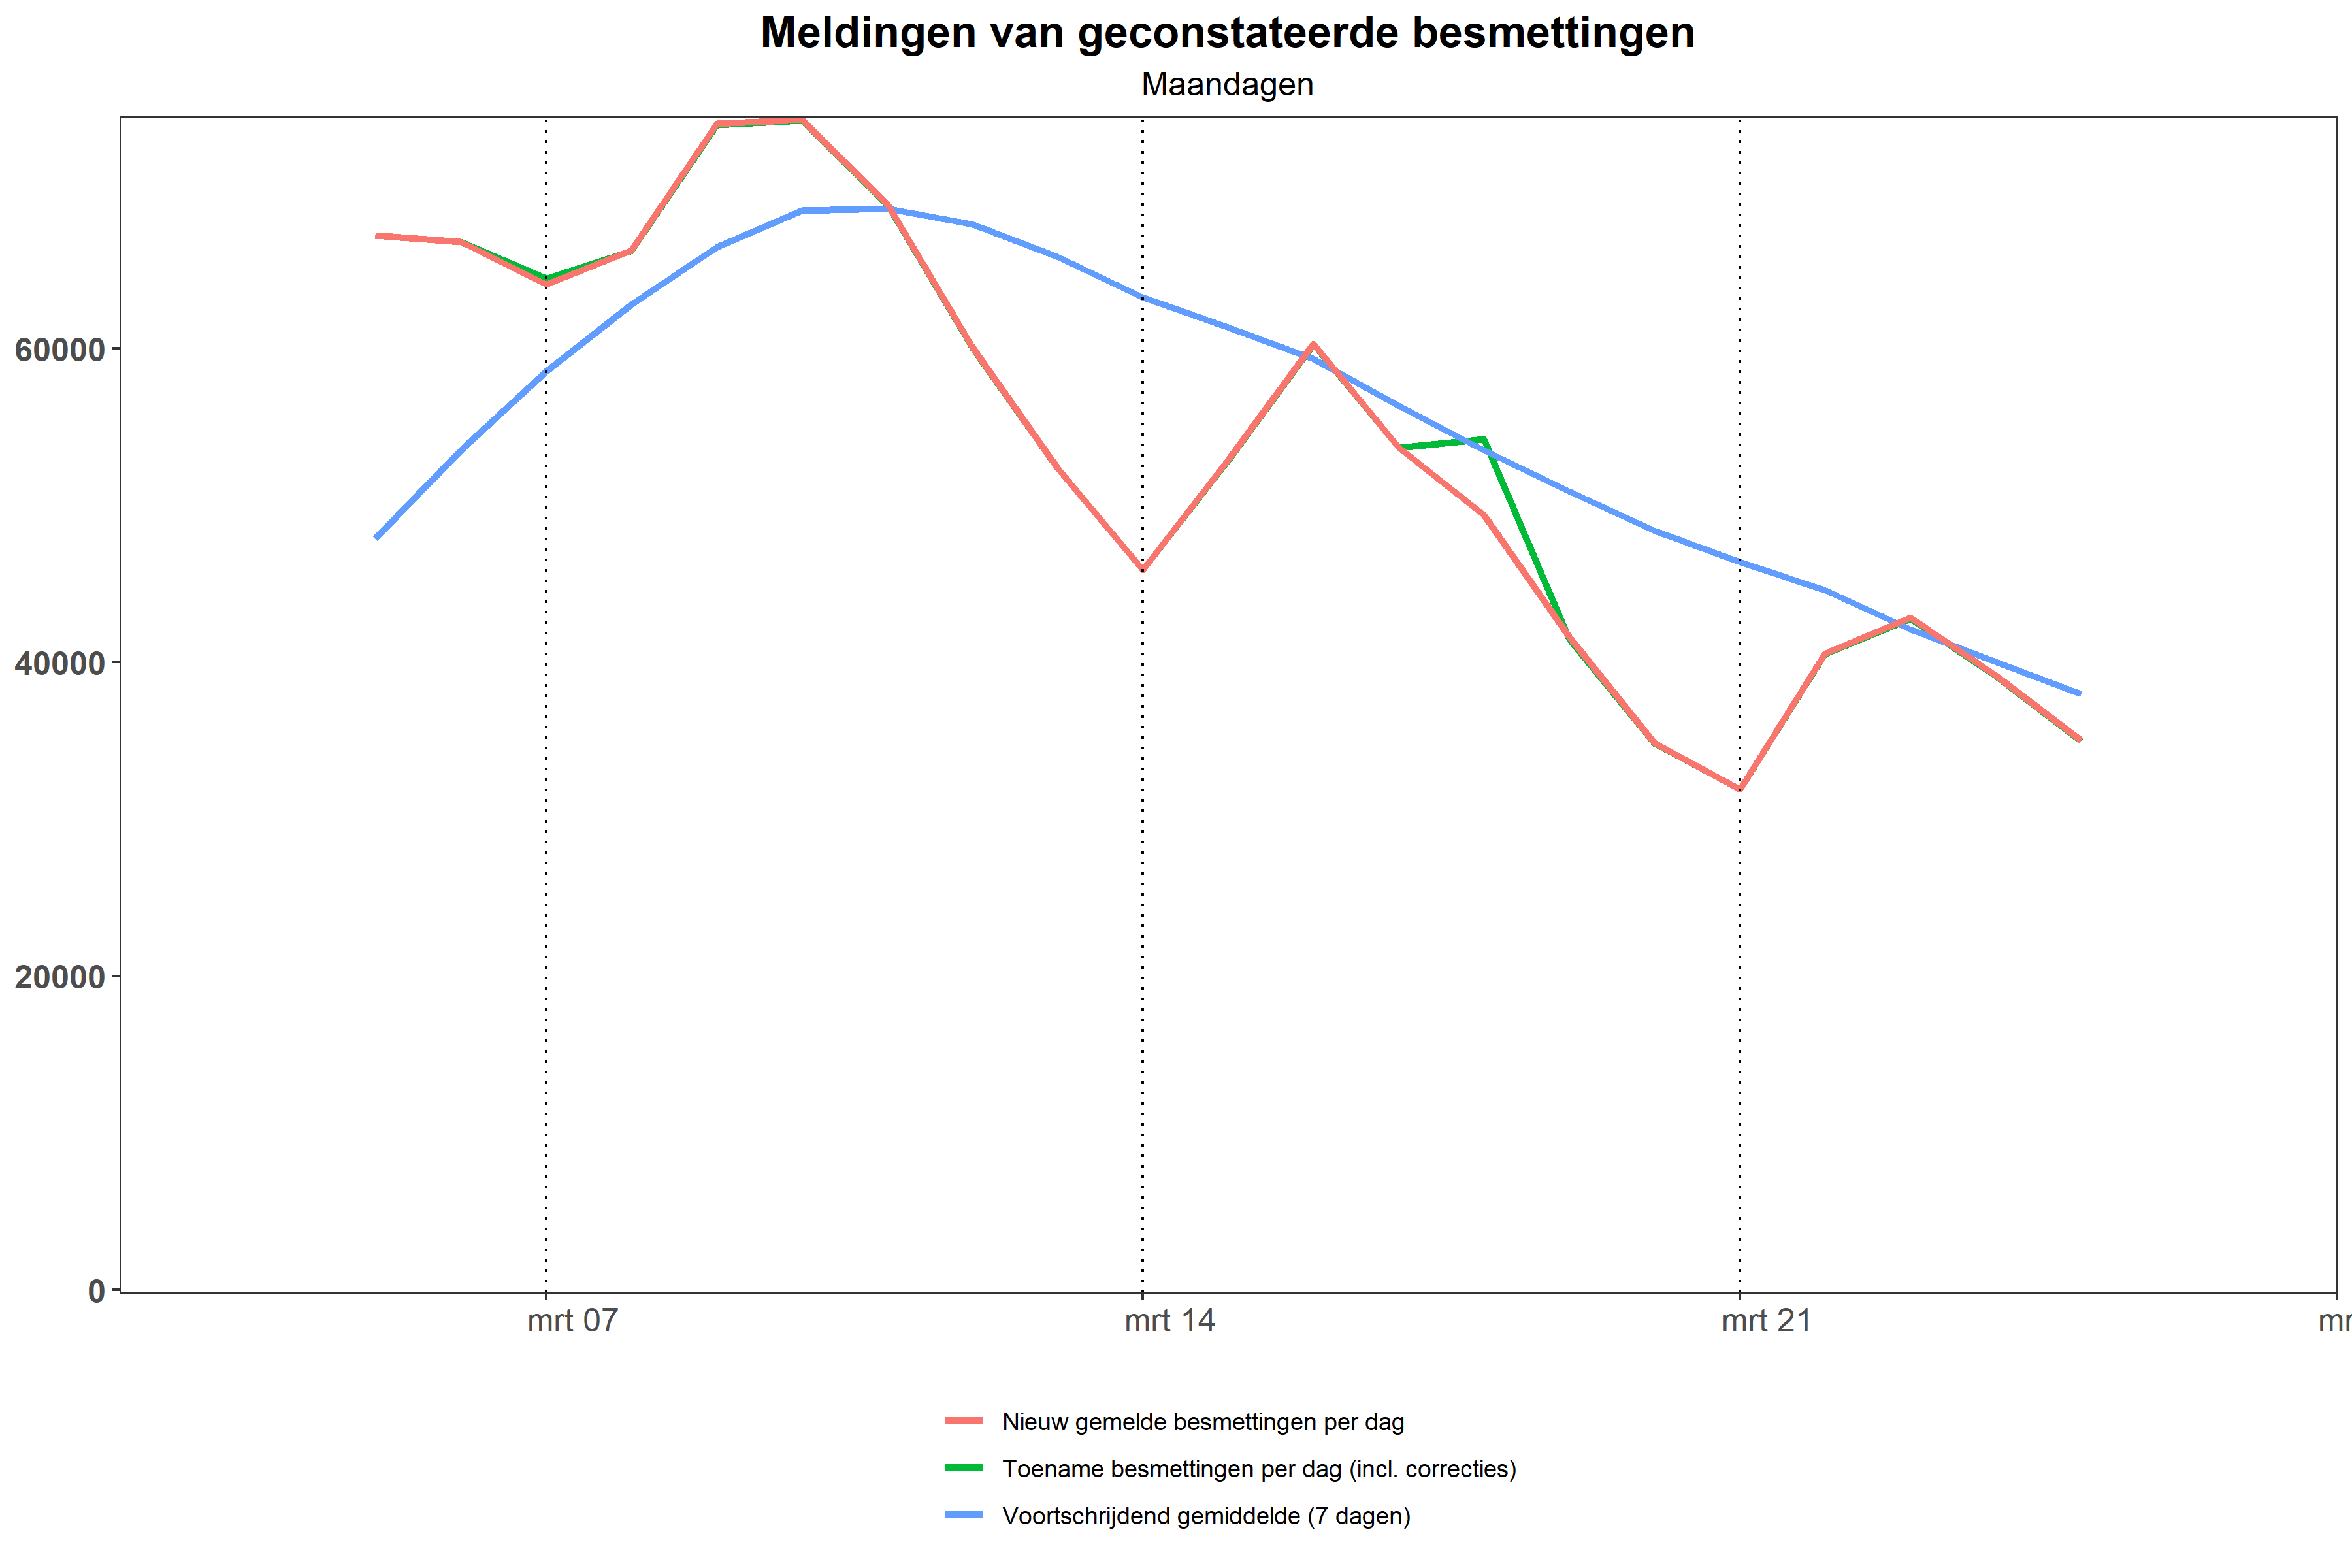 Meldingen van geconstateerde besmettingen
Maandagen
60000
40000
20000
0
mrt 07
mrt 14
mrt 21
mr
Nieuw gemelde besmettingen per dag
Toename besmettingen per dag (incl. correcties)
Voortschrijdend gemiddelde (7 dagen)